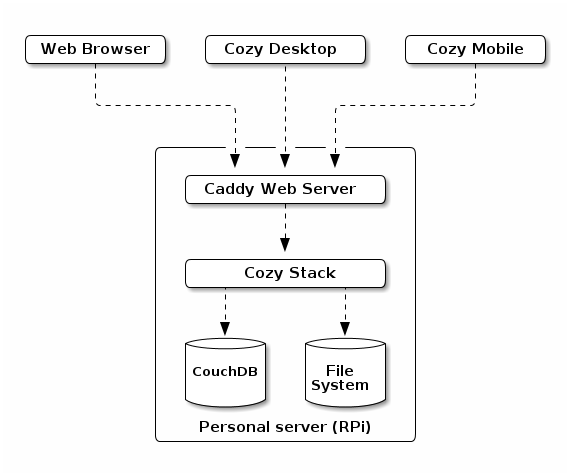 Web Browser
Cozy Desktop
Cozy Mobile
Caddy Web Server
Cozy Stack
CouchDB
File
System
Personal server (RPi)